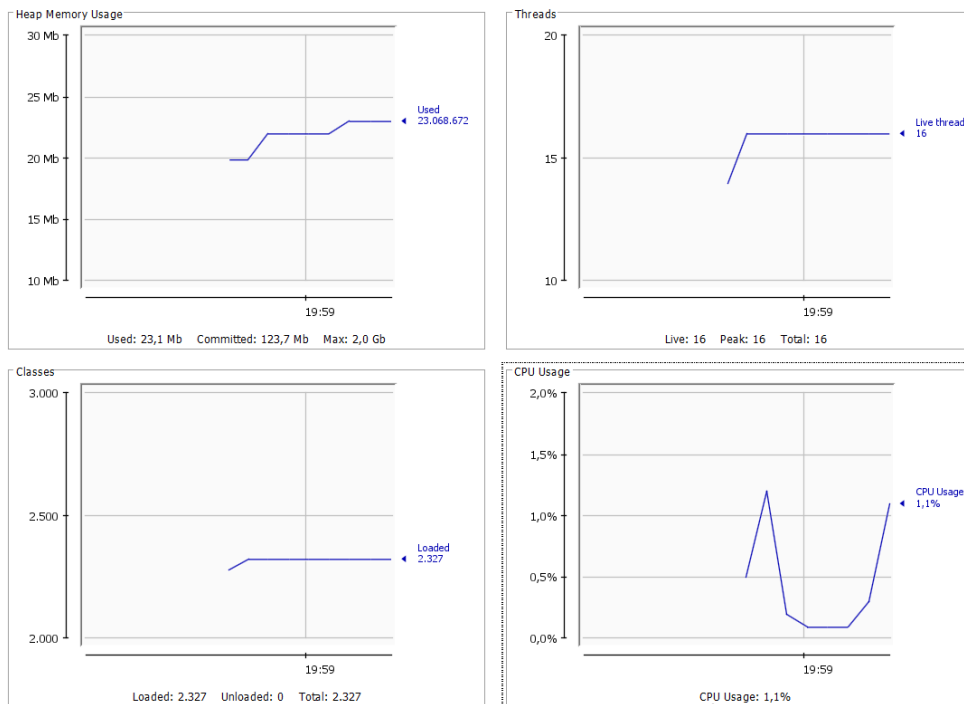 Heap Memory Usage
30 Mb
25 Mb
20 Mb
15 Mb
10 Mb
Used
23.068.672
19:59
Used: 23,1 Mb Committed: 123,7 Mb Max: 2,0 Gb
Threads
20
15
10
Live thread
16
19:59
Live: 16 Peak: 16 Total: 16
Classes
3.000
2.500
2.000
Loaded
2.327
19:59
Loaded: 2.327 Unloaded: 0 Total: 2.327
CPU Usage
2,0%
1,5%
1,0%
0,5%
0,0%
CPU Usage
1,1%
19:59
CPU Usage: 1,1%